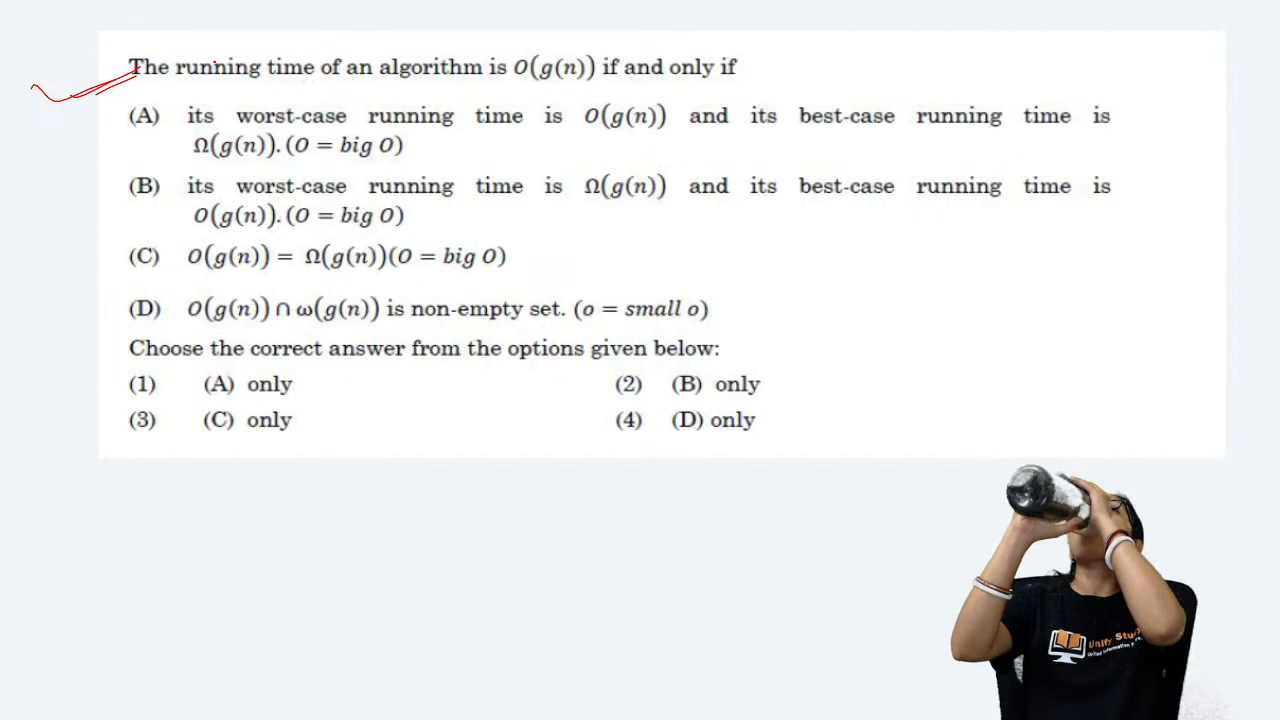 The running time of an algorithm is O(g(n)) if and only if
(A) its worst-case running time is O(g(n)) and its best-case running time is
Ω(g(n)). (O = big O)
(B) its worst-case running time is Ω(g(n)) and its best-case running time is
O(g(n)). (O = big O)
(C) O(g(n)) = Ω(g(n))(O = big O)
(D) O(g(n)) ∩ ω(g(n)) is non-empty set. (o = small o)
Choose the correct answer from the options given below:
(1) (A) only (2) (B) only
(3) (C) only (4) (D) only
Unify